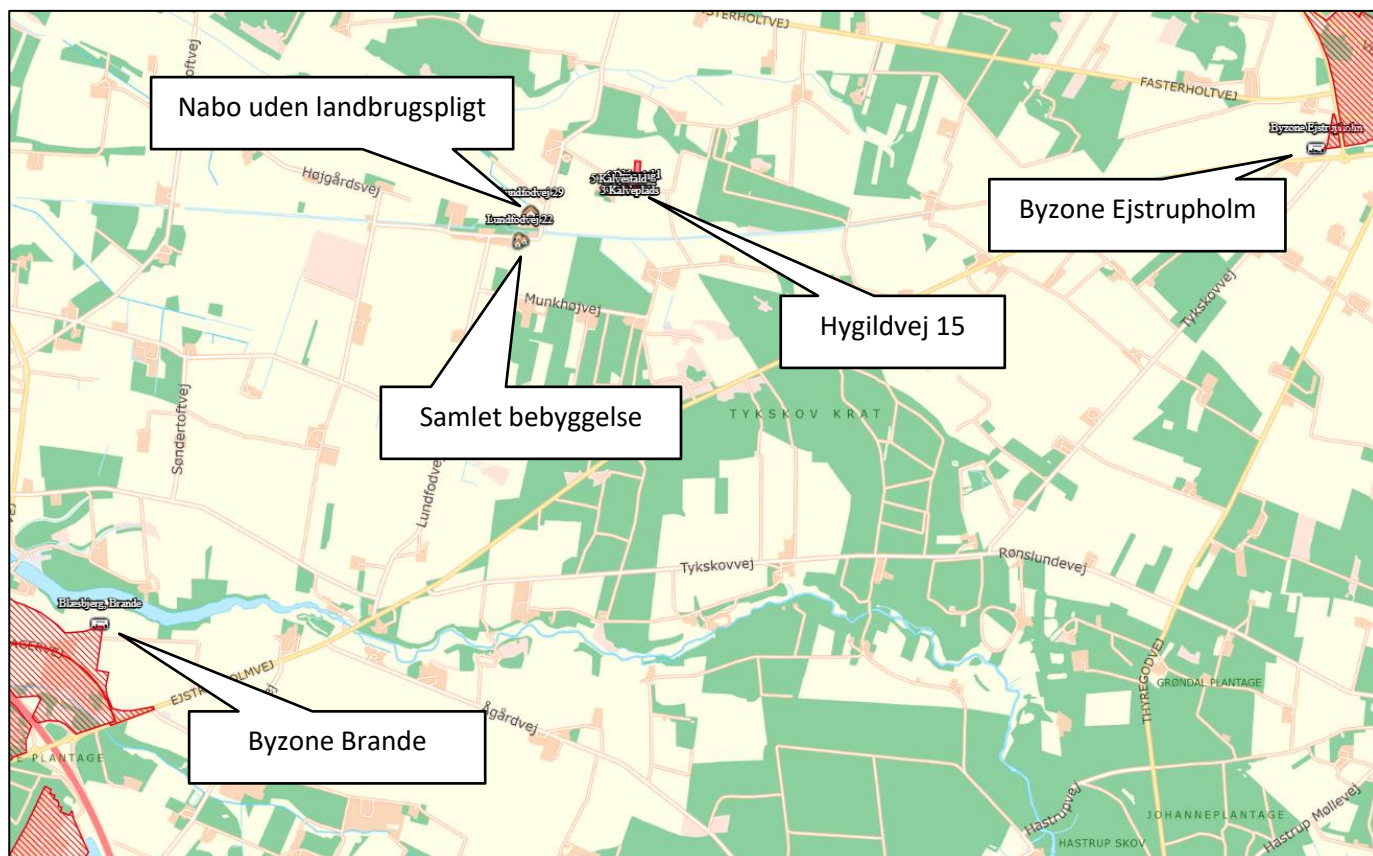 FASTERHOLTVEJ
Nabo uden landbrugspligt
FASTERHOLTVEJ
Byzone Ejstrupholm
Højgårdsvej
Lundfodvej 29
5 Kalvestald
3 Kalveplads
Lundfodvej 22
Byzone Ejstrupholm
Munkhøjvej
Hygildvej 15
Tykskovvej
Samlet bebyggelse
TYKSKOV KRAT
Søndertoftvej
Lundfodvej
Tykskovvej
Rønslundevej
Blæsbjerg, Brande
EJSTRUPHOLMVEJ
Ågårdvej
THYREGODVEJ
GRØNDAL PLANTAGE
Byzone Brande
PLANTAGE
Hastrupvej
JOHANNEPLANTAGE
HASTRUP SKOV
Hastrup Møllevej